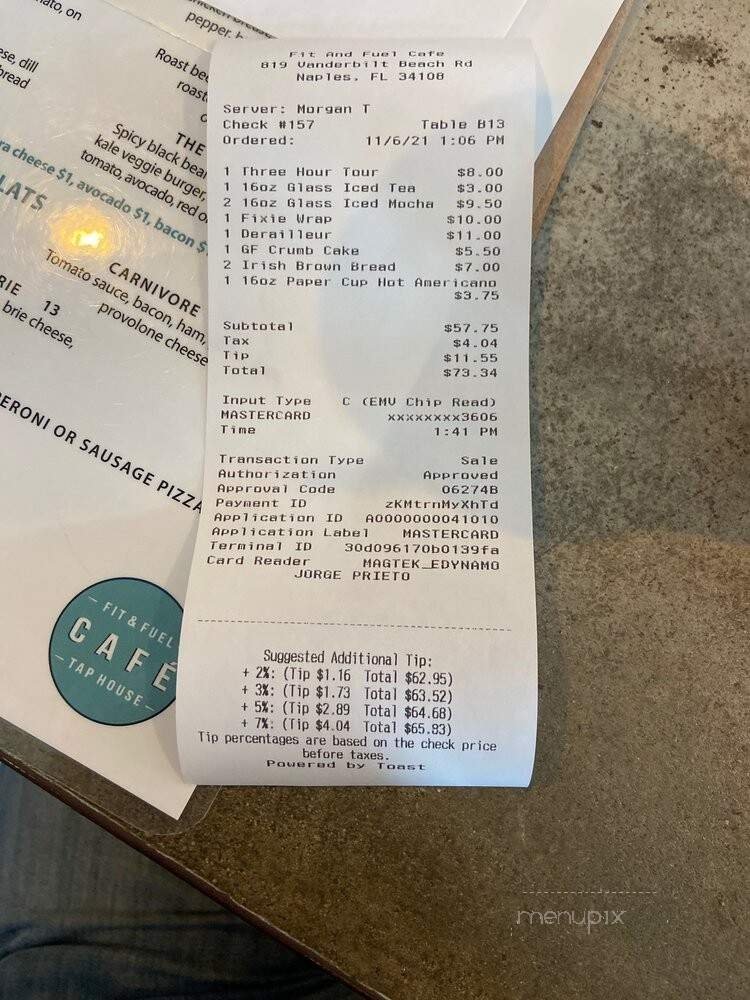 Fit And Fuel Cafe
819 Vanderbilt Beach Rd
Naples, FL 34108
Server: Morgan T
Check #157 Table B13
Ordered: 11/6/21 1:06 PM
1 Three Hour Tour $8.00
1 16oz Glass Iced Tea $3.00
2 16oz Glass Iced Mocha $9.50
1 Fixie Wrap $10.00
1 Derailleur $11.00
1 GF Crumb Cake $5.50
2 Irish Brown Bread $7.00
1 16oz Paper Cup Hot Americano
$3.75
Subtotal $57.75
Tax $4.04
Tip $11.55
Total $73.34
Input Type C (EMV Chip Read)
MASTERCARD xxxxxxxx3606
Time 1:41 PM
Transaction Type Sale
Authorization Approved
Approval Code 06274B
Payment ID zKMtrnMyXhTd
Application ID A0000000041010
Application Label MASTERCARD
Terminal ID 30d096170b0139fa
Card Reader MAGTEK_EDYNAMO
JORGE PRIETO
Suggested Additional Tip:
+ 2%: (Tip $1.16 Total $62.95)
+ 3%: (Tip $1.73 Total $63.52)
+ 5%: (Tip $2.89 Total $64.68)
+ 7%: (Tip $4.04 Total $65.83)
Tip percentages are based on the check price
before taxes.
Powered by Toast
on
pepper,
dill
bread
Roast
THE
Spicy black
kale veggie burger,
tomato, avocado, red
cheese $1, avocado $1, bacon
CARNIVORE
Tomato sauce, bacon, ham,
provolone cheese
13
brie cheese,
OR SAUSAGE PIZZA
FIT & FUEL
CAFÉ
TAP HOUSE
menupix